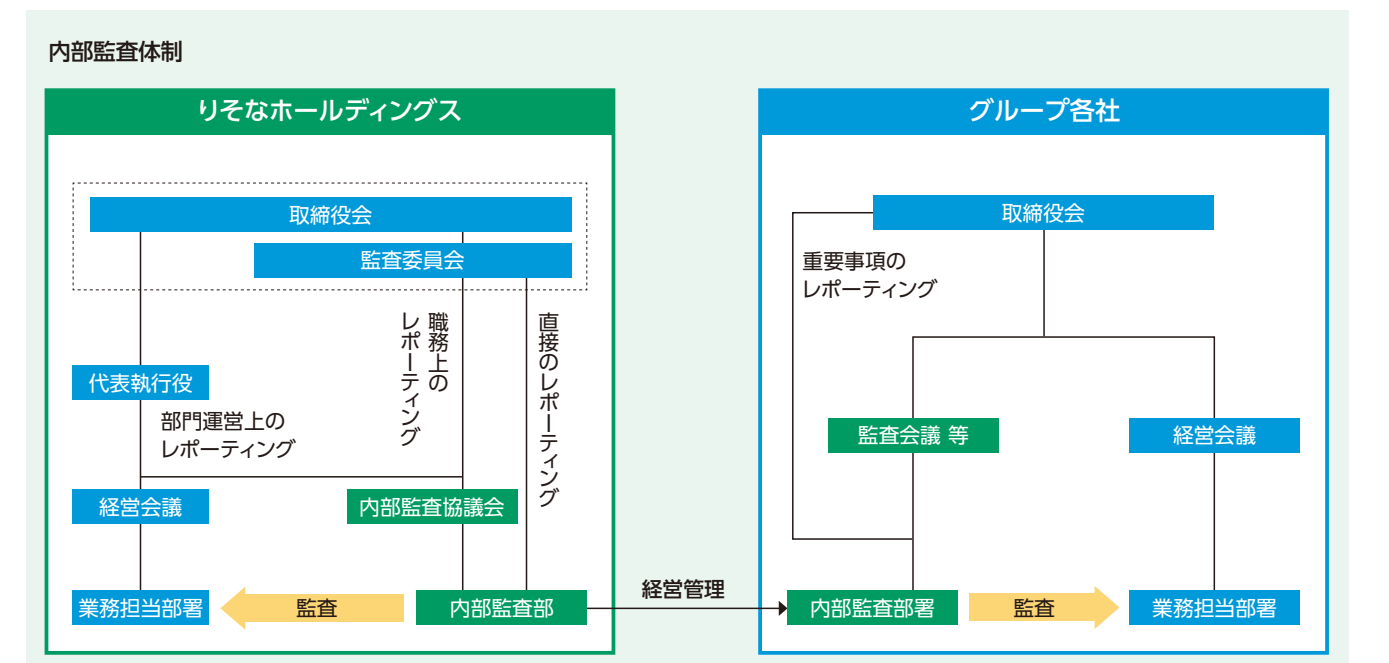 内部監査体制
りそなホールディングス
取締役会
監査委員会
職務上の
レポーティング
直接のレポーティング
代表執行役
部門運営上の
レポーティング
経営会議
内部監査協議会
業務担当部署
監査
内部監査部
経営管理
グループ各社
取締役会
重要事項の
レポーティング
監査会議 等
経営会議
内部監査部署
監査
業務担当部署